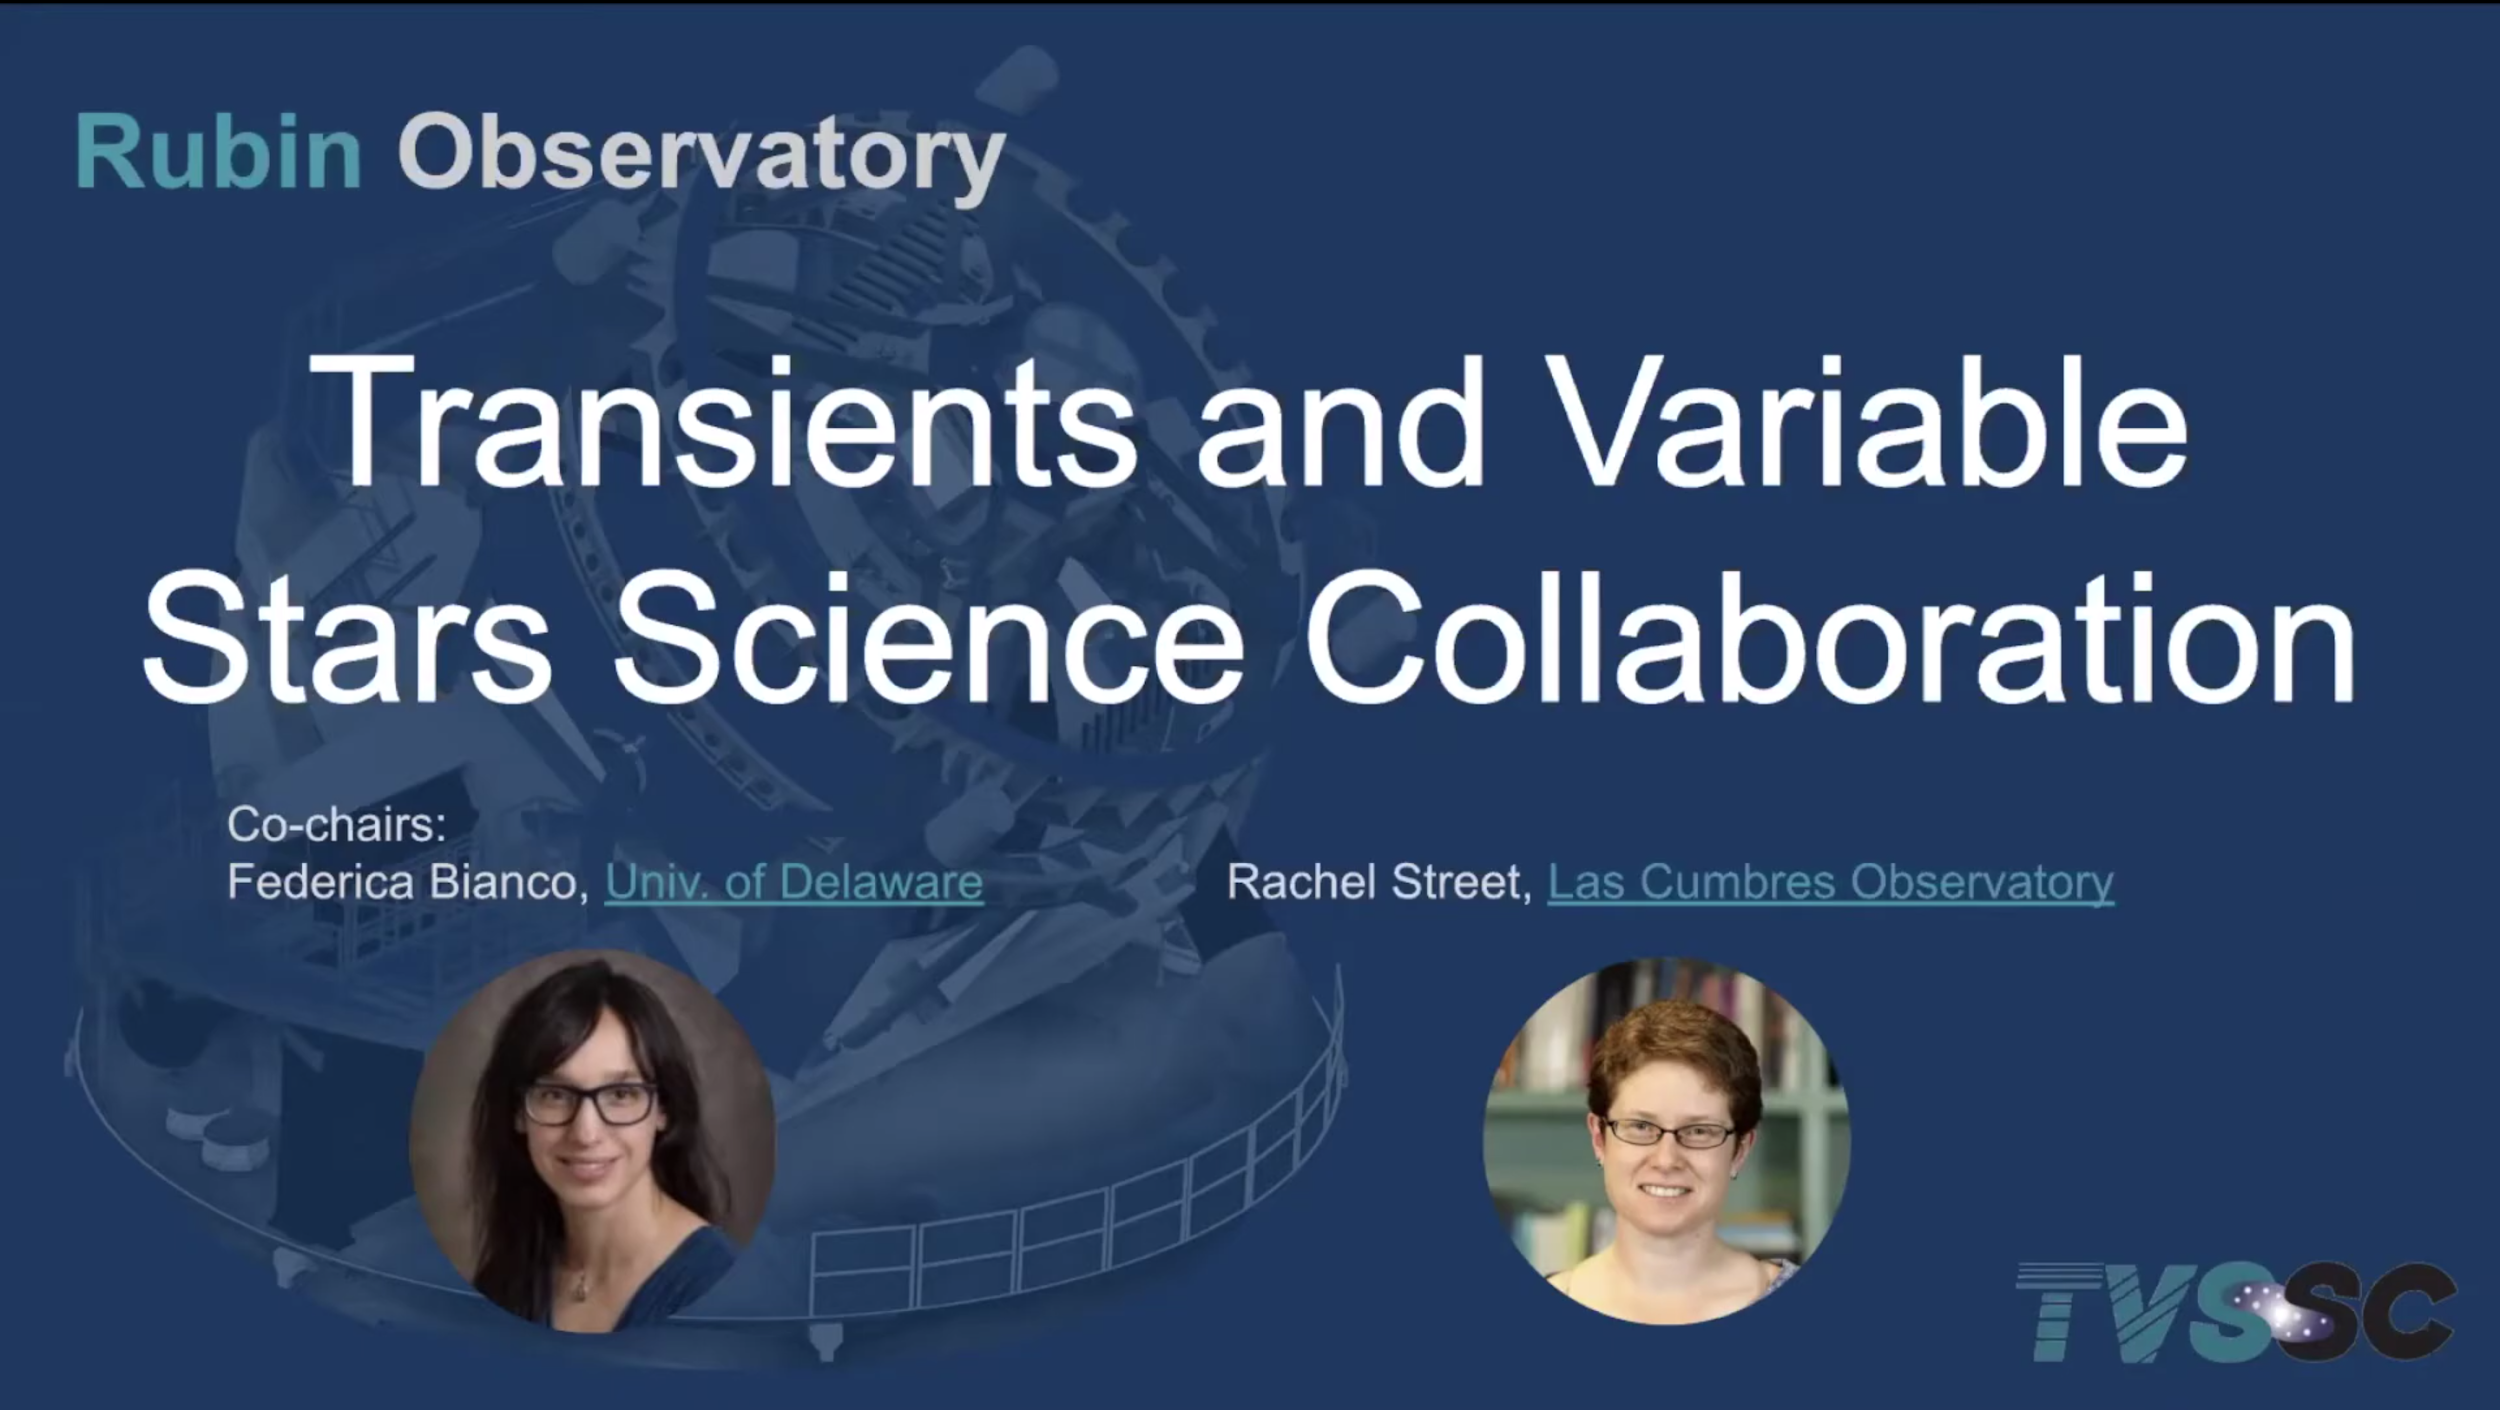 Rubin Observatory
Transients and Variable
Stars Science Collaboration
Co-chairs:
Federica Bianco, Univ. of Delaware
Rachel Street, Las Cumbres Observatory
TVSSC